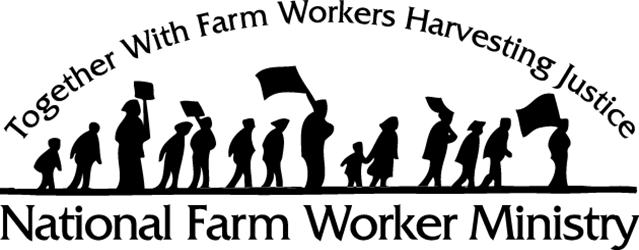 Together With Farm Workers Harvesting Justice
National Farm Worker Ministry